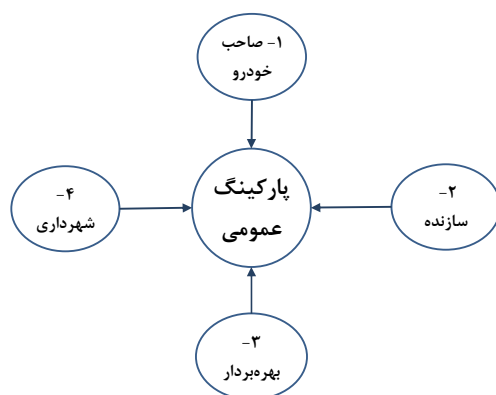 ۱- صاحب
خودرو
پارکینگ
عمومی
۲-
سازنده
۳-
بهره‌بردار
۴-
شهرداری